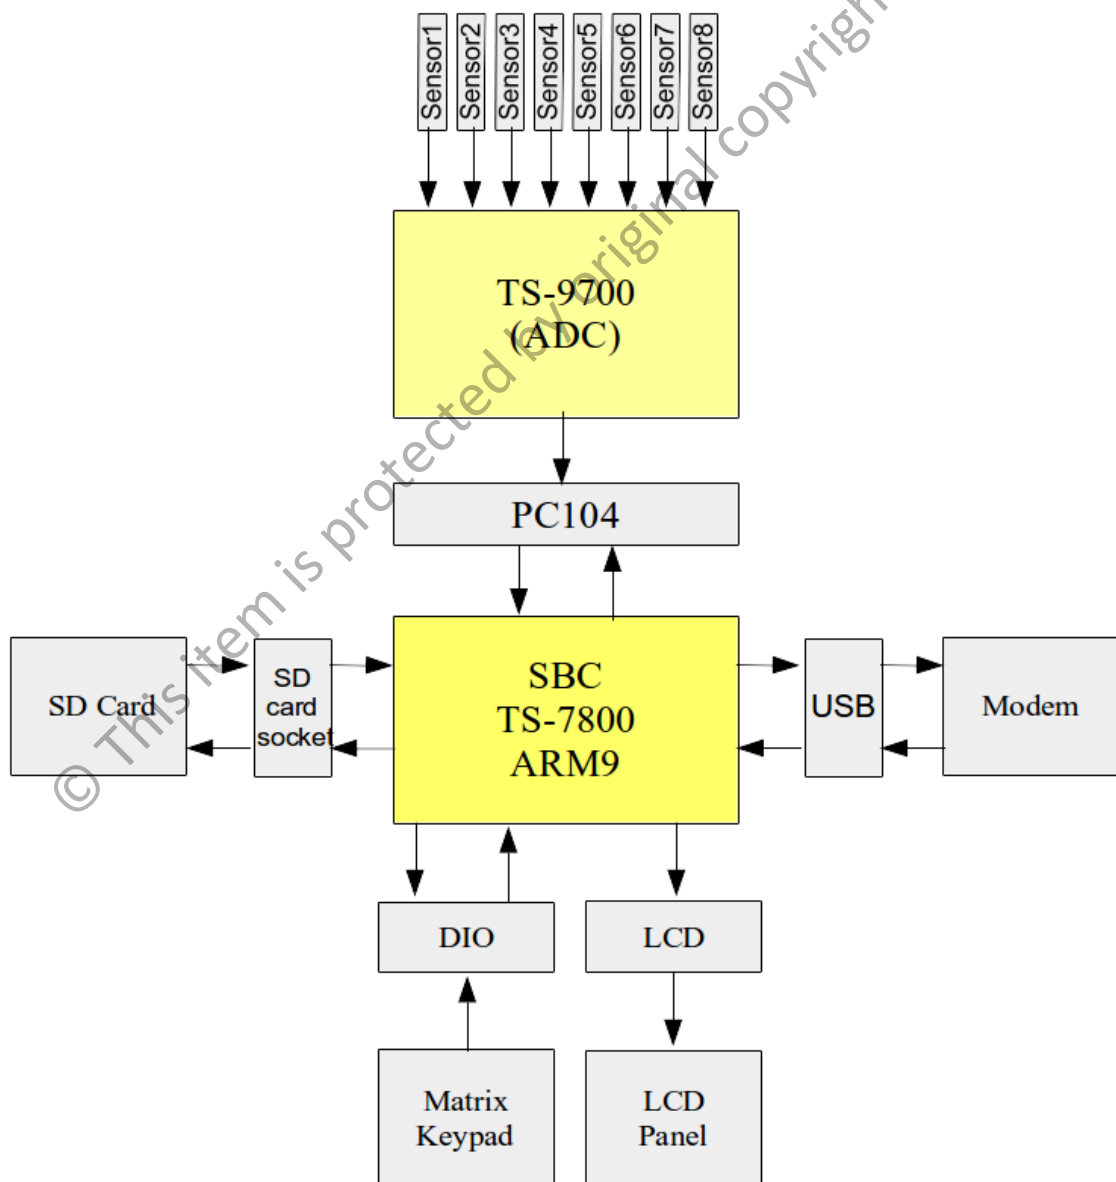 Sensor1
Sensor2
Sensor3
Sensor4
Sensor5
Sensor6
Sensor7
Sensor8
TS-9700
(ADC)
PC104
SD Card
SD
card
socket
SBC
TS-7800
ARM9
USB
Modem
DIO
LCD
Matrix
Keypad
LCD
Panel
© This item is protected by original copyright